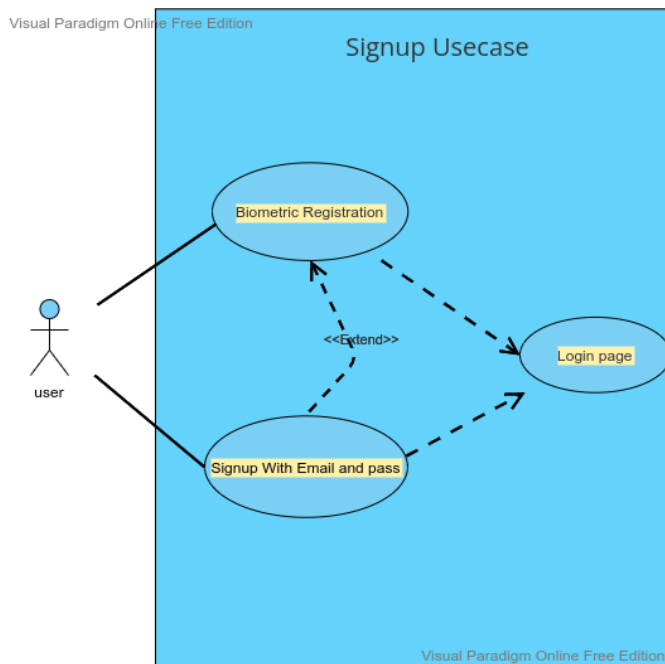 Visual Paradigm Online Free Edition
Signup Usecase
Biometric Registration
<<Extend>>
Login page
user
Signup With Email and pass
Visual Paradigm Online Free Edition